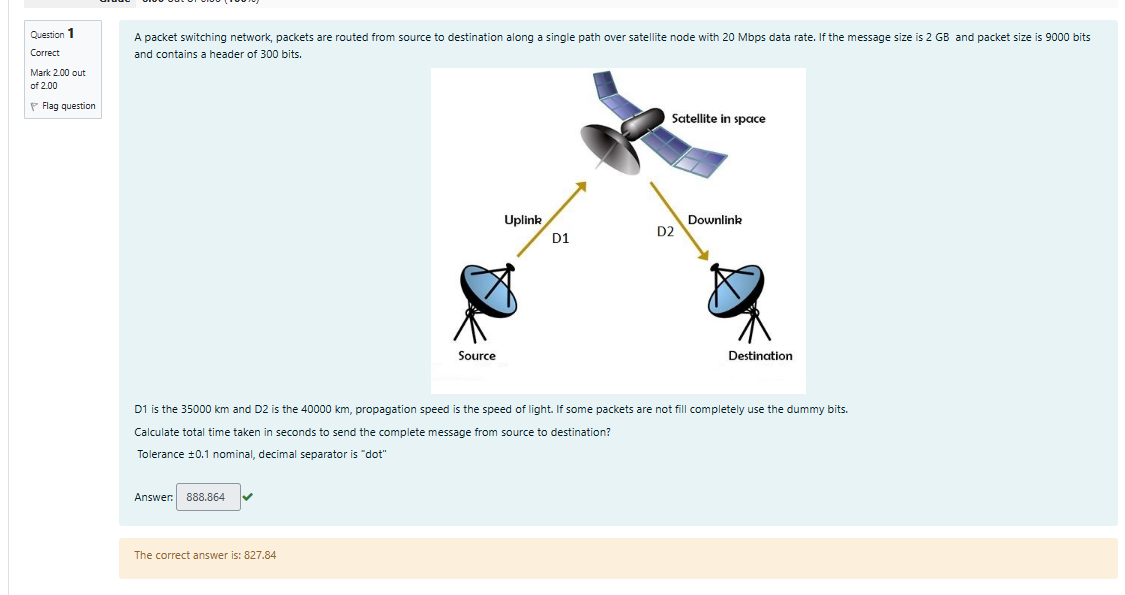 Question 1
Correct
Mark 2.00 out
of 2.00
Flag question
A packet switching network, packets are routed from source to destination along a single path over satellite node with 20 Mbps data rate. If the message size is 2 GB and packet size is 9000 bits
and contains a header of 300 bits.
Satellite in space
Uplink
D1
D2
Downlink
Source
Destination
D1 is the 35000 km and D2 is the 40000 km, propagation speed is the speed of light. If some packets are not fill completely use the dummy bits.
Calculate total time taken in seconds to send the complete message from source to destination?
Tolerance ±0.1 nominal, decimal separator is "dot"
Answer: 888.864
The correct answer is: 827.84